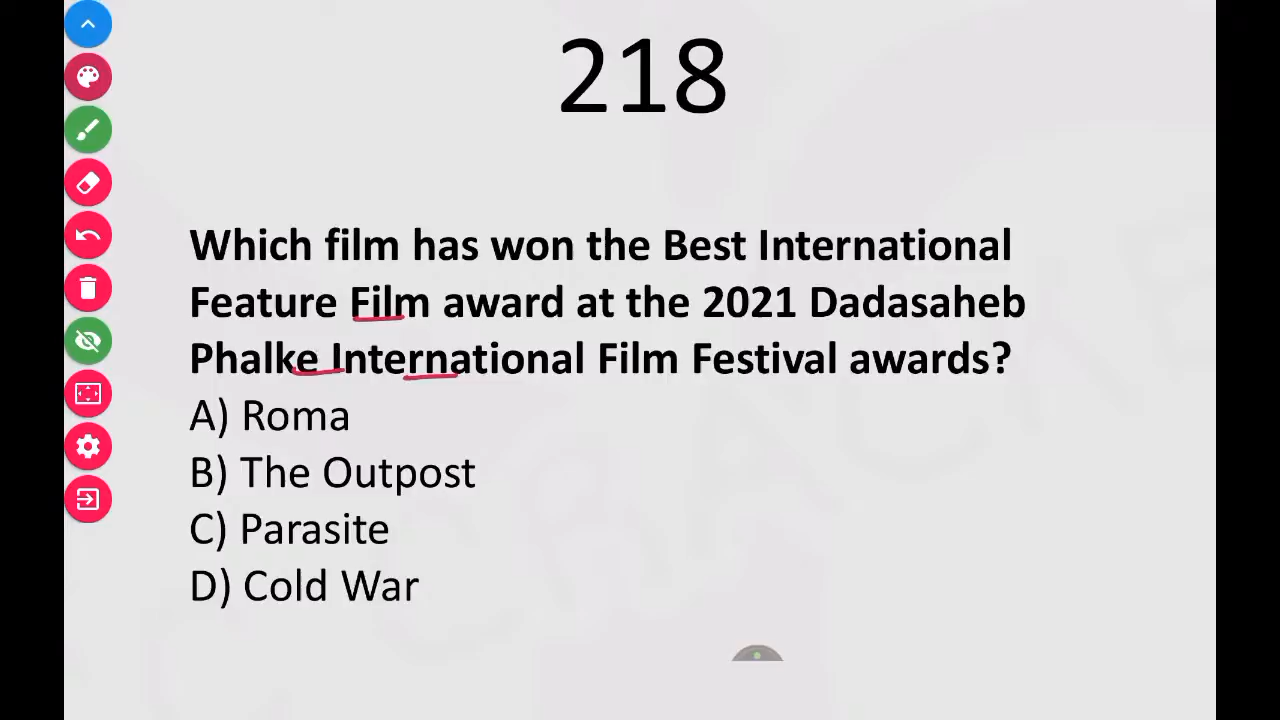 218
Which film has won the Best International
Feature Film award at the 2021 Dadasaheb
Phalke International Film Festival awards?
A) Roma
B) The Outpost
C) Parasite
D) Cold War